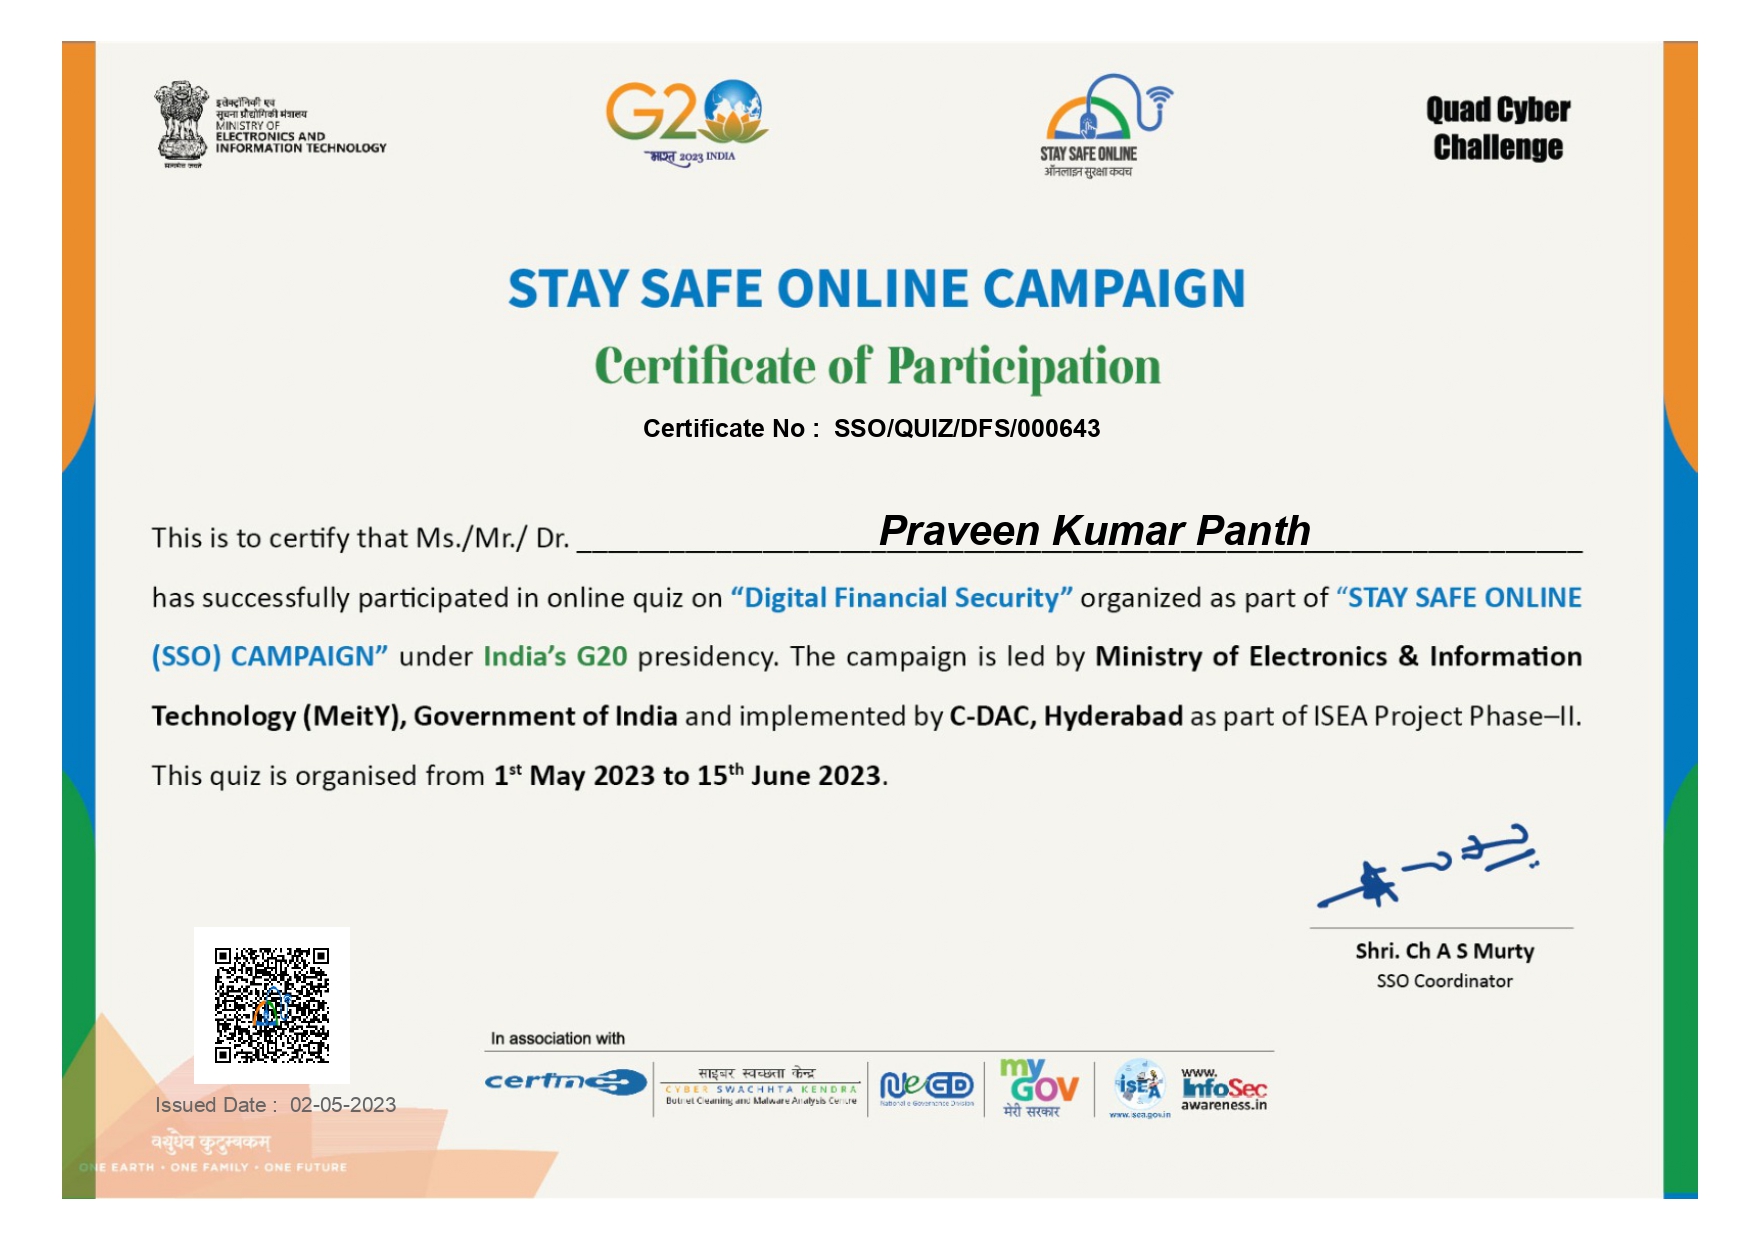 इलेक्ट्रॉनिकी एवं
सूचना प्रौद्योगिकी मंत्रालय
MINISTRY OF
ELECTRONICS AND
INFORMATION TECHNOLOGY
सत्यमेव जयते
G20
भारत 2023 INDIA
STAY SAFE ONLINE
ऑनलाइन सुरक्षा कवच
Quad Cyber
Challenge
STAY SAFE ONLINE CAMPAIGN
Certificate of Participation
Certificate No : SSO/QUIZ/DFS/000643
This is to certify that Ms./Mr./ Dr. Praveen Kumar Panth
has successfully participated in online quiz on “Digital Financial Security” organized as part of “STAY SAFE ONLINE
(SSO) CAMPAIGN” under India’s G20 presidency. The campaign is led by Ministry of Electronics & Information
Technology (MeitY), Government of India and implemented by C-DAC, Hyderabad as part of ISEA Project Phase–II.
This quiz is organised from 1st May 2023 to 15th June 2023.
Shri. Ch A S Murty
SSO Coordinator
In association with
साइबर स्वच्छता केन्द्र
CYBER SWACHHTA KENDRA
Botnet Cleaning and Malware Analysis Centre
NeGD
National e-Governance Division
my
GOV
मेरी सरकार
ISEA
www.isea.gov.in
www.
InfoSec
awareness.in
Issued Date : 02-05-2023
वसुधैव कुटुम्बकम्
ONE EARTH • ONE FAMILY • ONE FUTURE